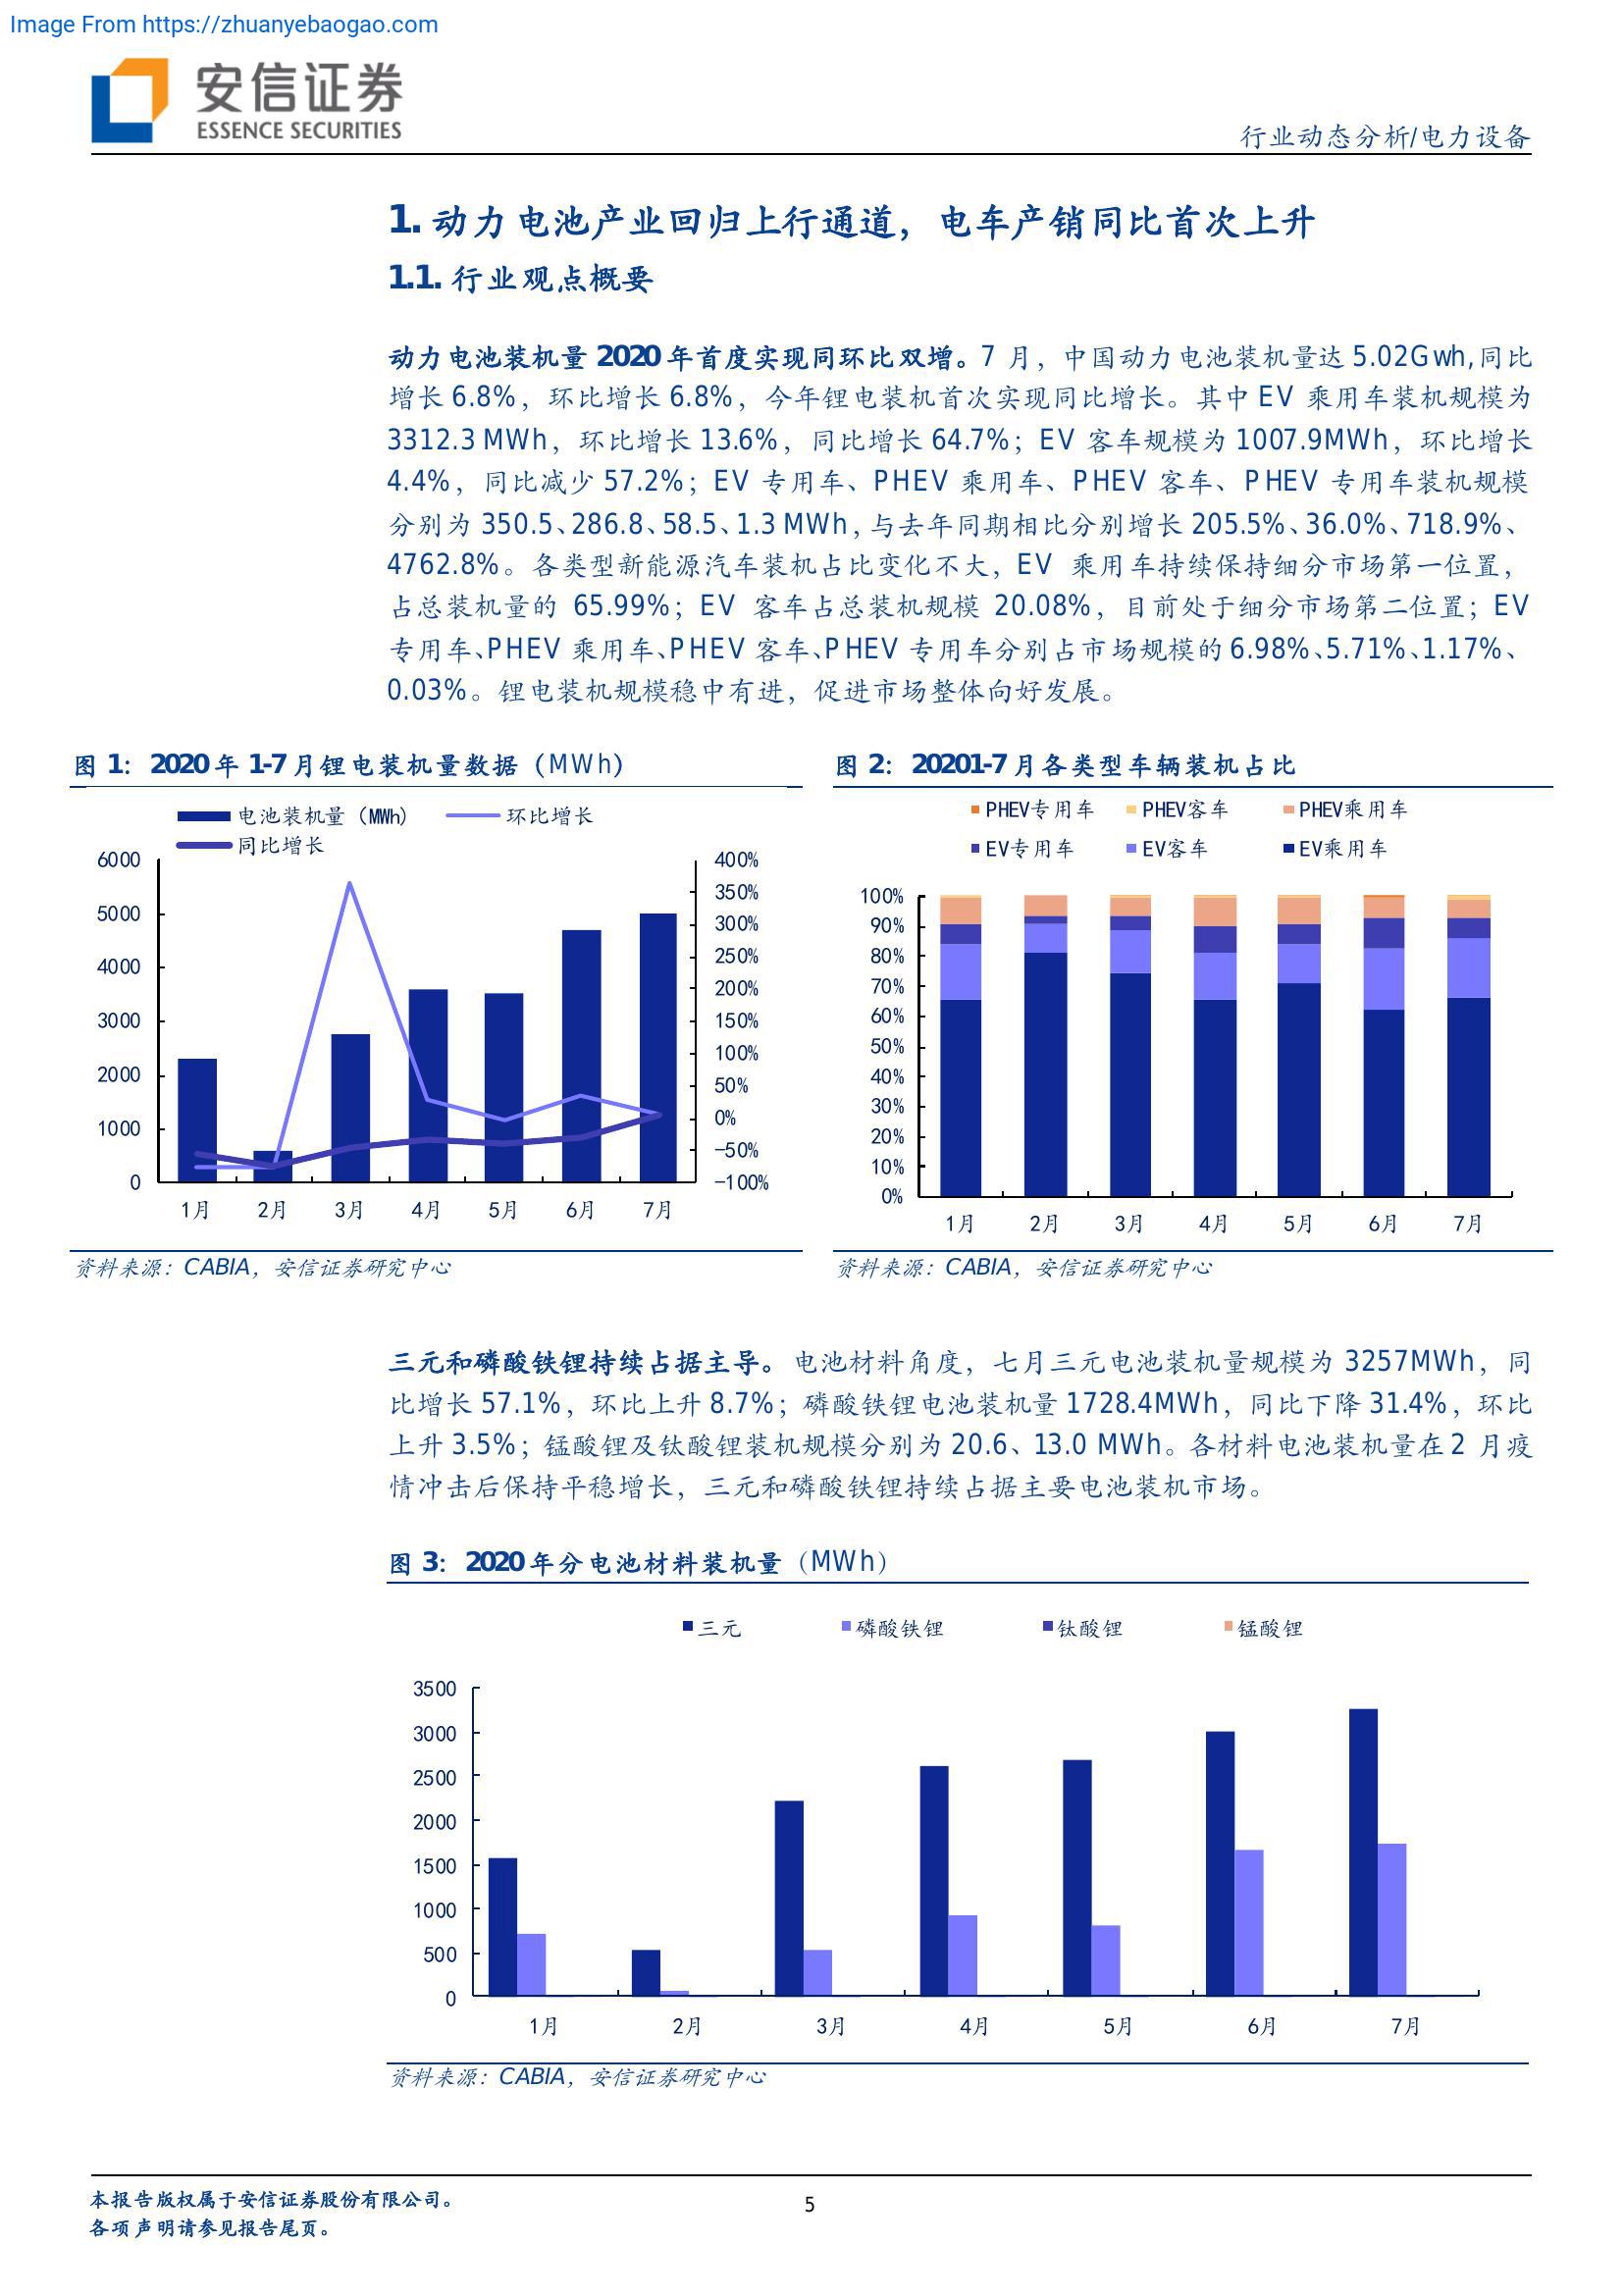 Image From https://zhuanyebaogao.com
安信证券
ESSENCE SECURITIES
行业动态分析/电力设备
1. 动力电池产业回归上行通道，电车产销同比首次上升
1.1. 行业观点概要
动力电池装机量 2020 年首度实现同环比双增。7 月，中国动力电池装机量达 5.02Gwh,同比
增长 6.8%，环比增长 6.8%，今年锂电装机首次实现同比增长。其中 EV 乘用车装机规模为
3312.3 MWh，环比增长 13.6%，同比增长 64.7%；EV 客车规模为 1007.9MWh，环比增长
4.4%，同比减少 57.2%；EV 专用车、PHEV 乘用车、PHEV 客车、PHEV 专用车装机规模
分别为 350.5、286.8、58.5、1.3 MWh，与去年同期相比分别增长 205.5%、36.0%、718.9%、
4762.8%。各类型新能源汽车装机占比变化不大，EV 乘用车持续保持细分市场第一位置，
占总装机量的 65.99%；EV 客车占总装机规模 20.08%，目前处于细分市场第二位置；EV
专用车、PHEV 乘用车、PHEV 客车、PHEV 专用车分别占市场规模的 6.98%、5.71%、1.17%、
0.03%。锂电装机规模稳中有进，促进市场整体向好发展。
图 1：2020 年 1-7 月锂电装机量数据（MWh）
电池装机量（MWh） 环比增长
同比增长
6000 400%
350%
5000 300%
250%
4000 200%
3000 150%
100%
2000 50%
1000 0%
-50%
0 -100%
1月 2月 3月 4月 5月 6月 7月
资料来源：CABIA，安信证券研究中心
图 2：20201-7 月各类型车辆装机占比
PHEV专用车 PHEV客车 PHEV乘用车
EV专用车 EV客车 EV乘用车
100%
90%
80%
70%
60%
50%
40%
30%
20%
10%
0%
1月 2月 3月 4月 5月 6月 7月
资料来源：CABIA，安信证券研究中心
三元和磷酸铁锂持续占据主导。电池材料角度，七月三元电池装机量规模为 3257MWh，同
比增长 57.1%，环比上升 8.7%；磷酸铁锂电池装机量 1728.4MWh，同比下降 31.4%，环比
上升 3.5%；锰酸锂及钛酸锂装机规模分别为 20.6、13.0 MWh。各材料电池装机量在 2 月疫
情冲击后保持平稳增长，三元和磷酸铁锂持续占据主要电池装机市场。
图 3：2020 年分电池材料装机量（MWh）
三元 磷酸铁锂 钛酸锂 锰酸锂
3500
3000
2500
2000
1500
1000
500
0
1月 2月 3月 4月 5月 6月 7月
资料来源：CABIA，安信证券研究中心
本报告版权属于安信证券股份有限公司。
各项声明请参见报告尾页。
5